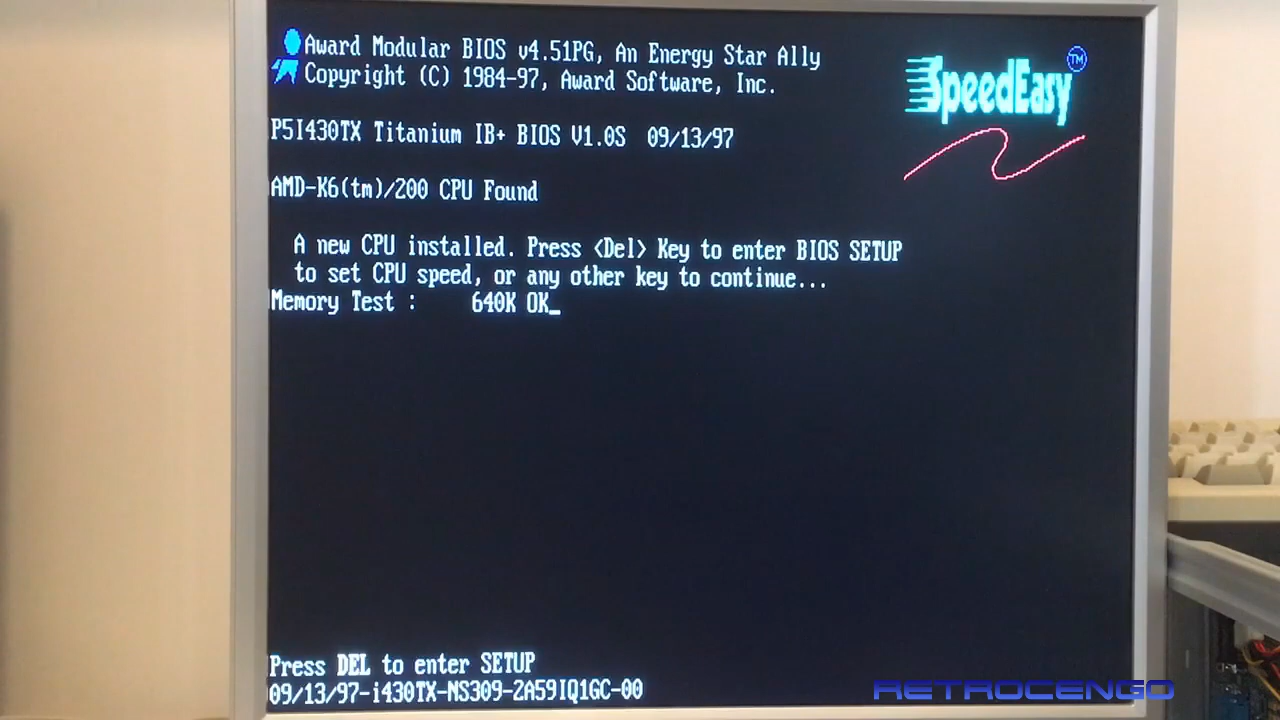 Award Modular BIOS v4.51PG, An Energy Star Ally
Copyright (C) 1984-97, Award Software, Inc.
SpeedEasy TM
P5I430TX Titanium IB+ BIOS V1.0S 09/13/97
AMD-K6(tm)/200 CPU Found
A new CPU installed. Press <Del> Key to enter BIOS SETUP
to set CPU speed, or any other key to continue...
Memory Test : 640K OK_
Press DEL to enter SETUP
09/13/97-i430TX-NS309-2A59IQ1GC-00
RETROCENGO